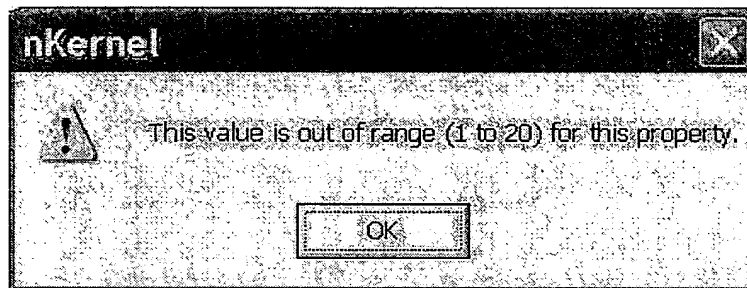 nKernel
This value is out of range (1 to 20) for this property.
OK